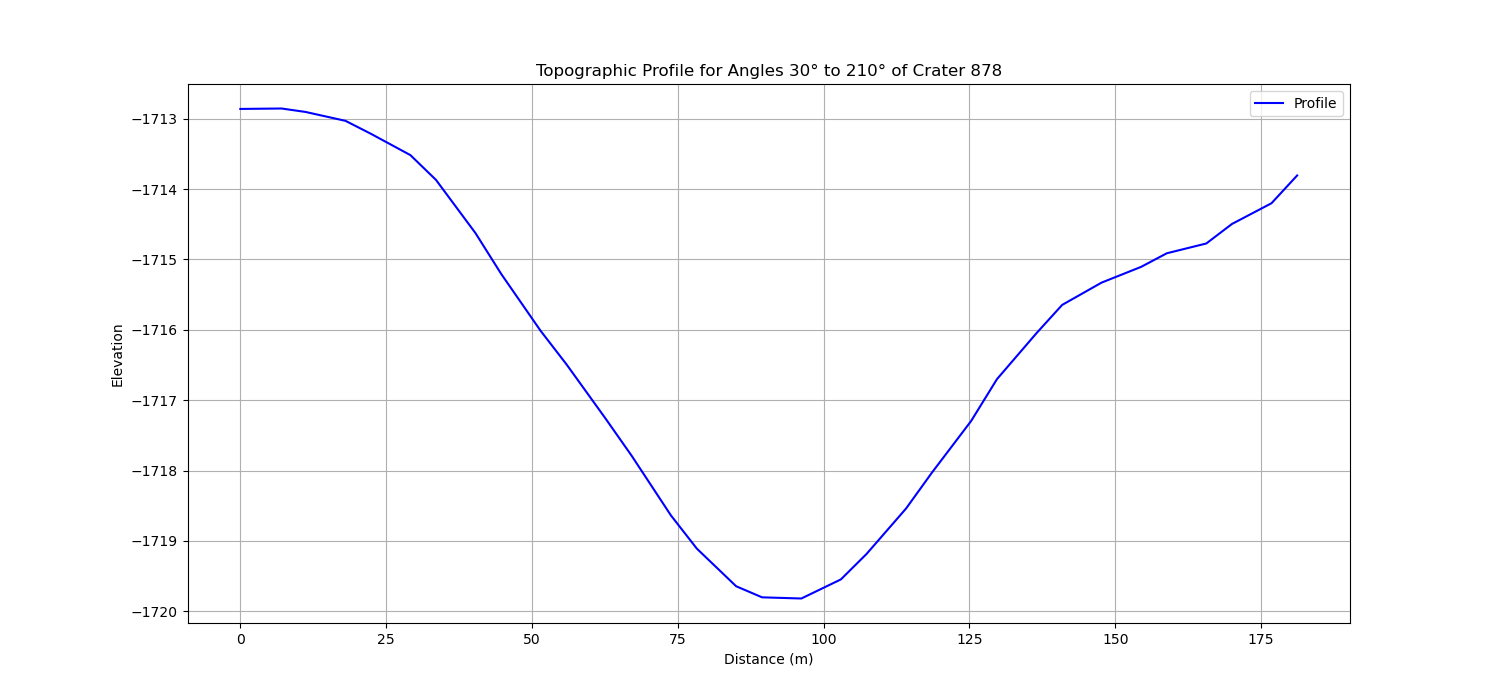 Topographic Profile for Angles 30° to 210° of Crater 878
Profile
−1713
−1714
−1715
−1716
−1717
−1718
−1719
−1720
Elevation
0 25 50 75 100 125 150 175
Distance (m)